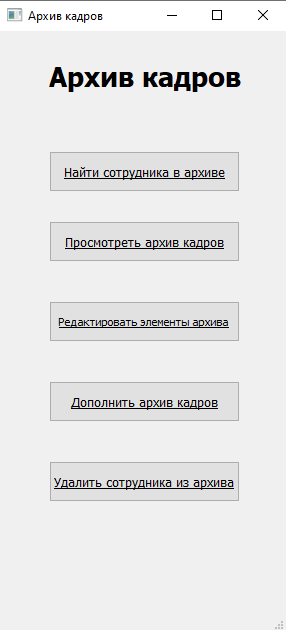 Архив кадров
Архив кадров
Найти сотрудника в архиве
Просмотреть архив кадров
Редактировать элементы архива
Дополнить архив кадров
Удалить сотрудника из архива